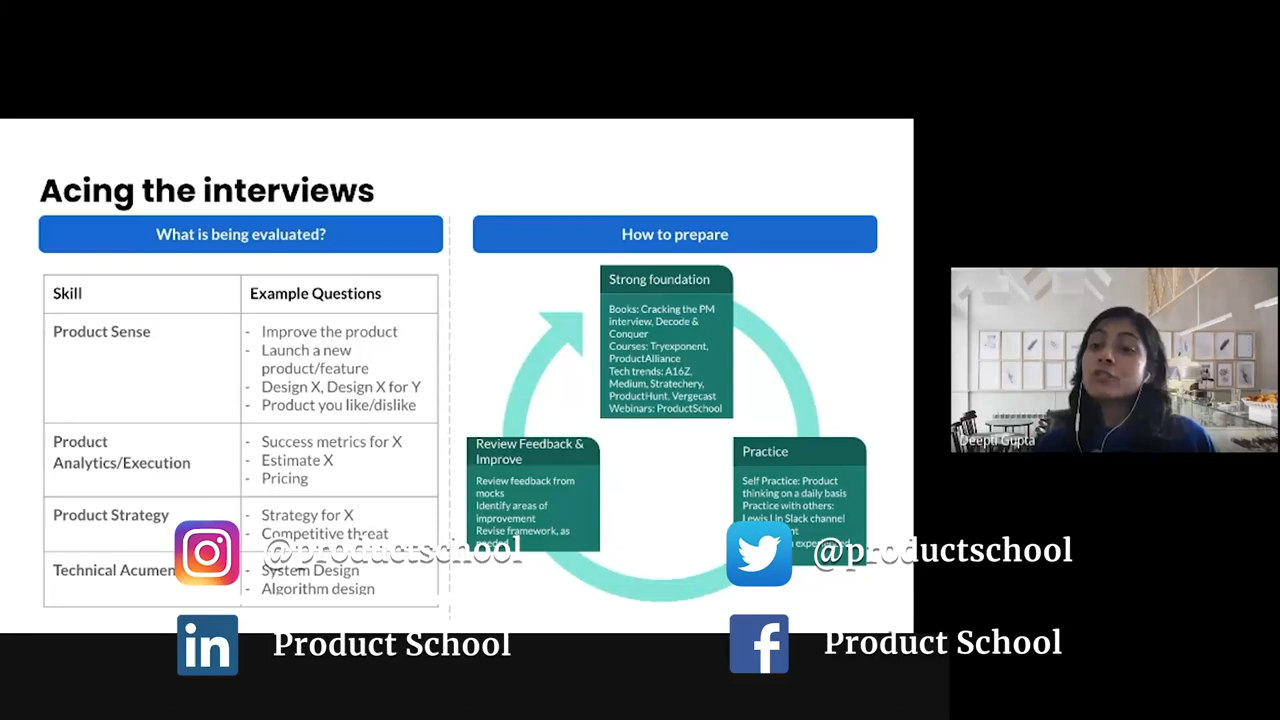 Acing the interviews
What is being evaluated?
Skill
Example Questions
Product Sense
- Improve the product
- Launch a new
product/feature
- Design X, Design X for Y
- Product you like/dislike
Product
Analytics/Execution
- Success metrics for X
- Estimate X
- Pricing
Product Strategy
- Strategy for X
- Competitive threat
Technical Acumen
- System Design
- Algorithm design
How to prepare
Strong foundation
Books: Cracking the PM
interview, Decode &
Conquer
Courses: Tryexponent,
ProductAlliance
Tech trends: A16Z,
Medium, Stratechery,
ProductHunt, Vergecast
Webinars: ProductSchool
Practice
Self Practice: Product
thinking on a daily basis
Practice with others:
Lewis Lin Slack channel
experienced
Review Feedback &
Improve
Review feedback from
mocks
Identify areas of
improvement
Revise framework, as
needed
Deepti Gupta
@productschool
@productschool
Product School
Product School